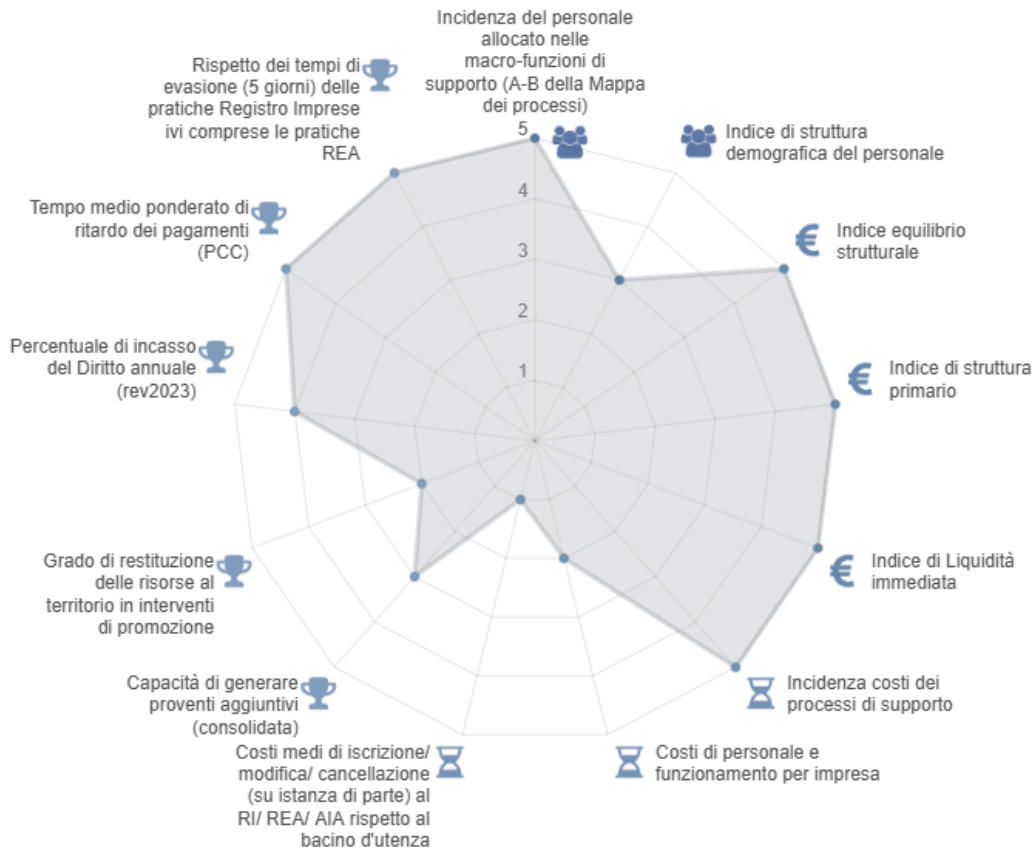 Incidenza del personale
allocato nelle
macro-funzioni di
supporto (A-B della Mappa
dei processi)
Indice di struttura
demografica del personale
Indice equilibrio
strutturale
Indice di struttura
primario
Indice di Liquidità
immediata
Incidenza costi dei
processi di supporto
Costi di personale e
funzionamento per impresa
Costi medi di iscrizione/
modifica/ cancellazione
(su istanza di parte) al
RI/ REA/ AIA rispetto al
bacino d'utenza
Capacità di generare
proventi aggiuntivi
(consolidata)
Grado di restituzione
delle risorse al
territorio in interventi
di promozione
Percentuale di incasso
del Diritto annuale
(rev2023)
Tempo medio ponderato di
ritardo dei pagamenti
(PCC)
Rispetto dei tempi di
evasione (5 giorni) delle
pratiche Registro Imprese
ivi comprese le pratiche
REA
5
4
3
2
1